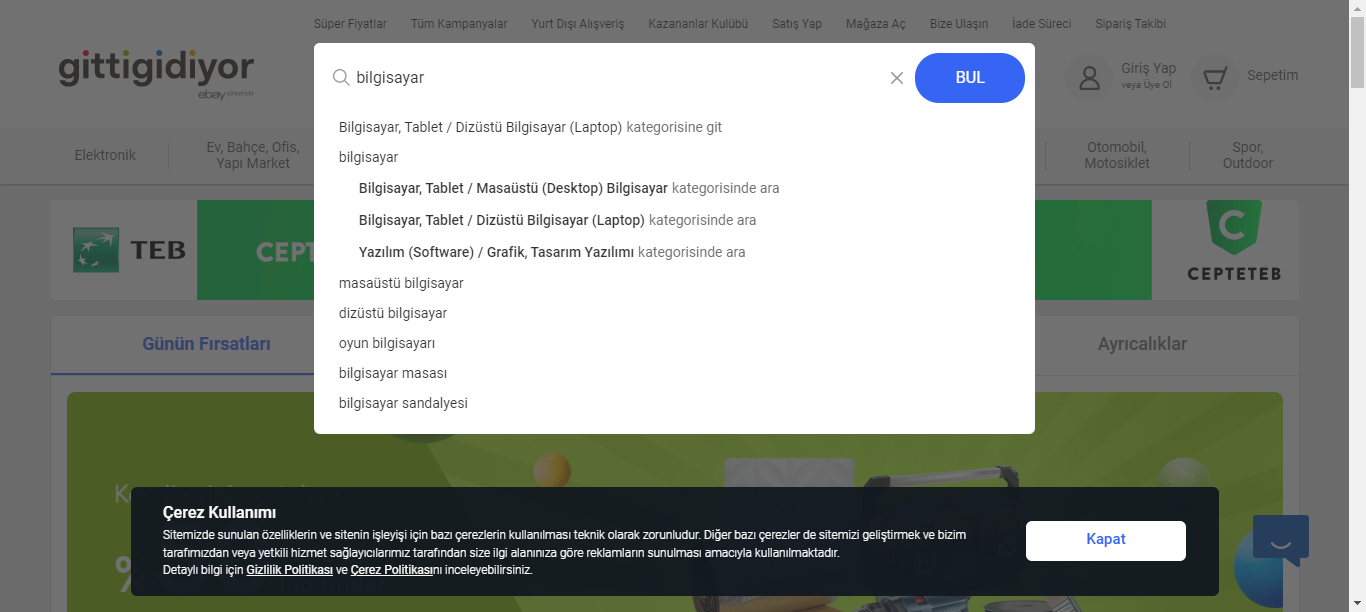 Süper Fiyatlar Tüm Kampanyalar Yurt Dışı Alışveriş Kazananlar Kulübü Satış Yap Mağaza Aç Bize Ulaşın İade Süreci Sipariş Takibi
gittigidiyor
ebay
bilgisayar
BUL
Giriş Yap
veya Üye Ol
Sepetim
Bilgisayar, Tablet / Dizüstü Bilgisayar (Laptop) kategorisine git
bilgisayar
Bilgisayar, Tablet / Masaüstü (Desktop) Bilgisayar kategorisinde ara
Bilgisayar, Tablet / Dizüstü Bilgisayar (Laptop) kategorisinde ara
Yazılım (Software) / Grafik, Tasarım Yazılımı kategorisinde ara
masaüstü bilgisayar
dizüstü bilgisayar
oyun bilgisayarı
bilgisayar masası
bilgisayar sandalyesi
Elektronik
Ev, Bahçe, Ofis,
Yapı Market
Otomobil,
Motosiklet
Spor,
Outdoor
TEB
CEPT
C
CEPTETEB
Günün Fırsatları
Ayrıcalıklar
%
Çerez Kullanımı
Sitemizde sunulan özelliklerin ve sitenin işleyişi için bazı çerezlerin kullanılması teknik olarak zorunludur. Diğer bazı çerezler de sitemizi geliştirmek ve bizim
tarafımızdan veya yetkili hizmet sağlayıcılarımız tarafından size ilgi alanınıza göre reklamların sunulması amacıyla kullanılmaktadır.
Detaylı bilgi için Gizlilik Politikası ve Çerez Politikasını inceleyebilirsiniz.
Kapat